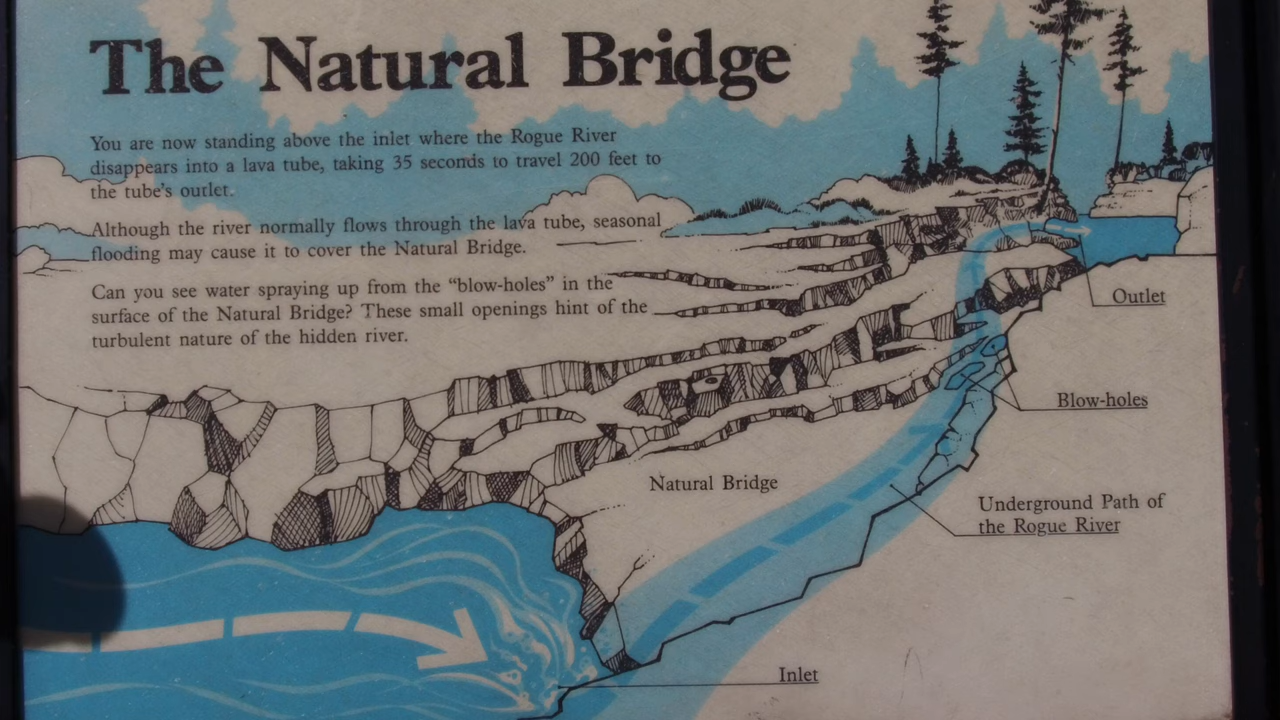 The Natural Bridge
You are now standing above the inlet where the Rogue River
disappears into a lava tube, taking 35 seconds to travel 200 feet to
the tube's outlet.
Although the river normally flows through the lava tube, seasonal
flooding may cause it to cover the Natural Bridge.
Can you see water spraying up from the “blow-holes” in the
surface of the Natural Bridge? These small openings hint of the
turbulent nature of the hidden river.
Outlet
Blow-holes
Natural Bridge
Underground Path of
the Rogue River
Inlet